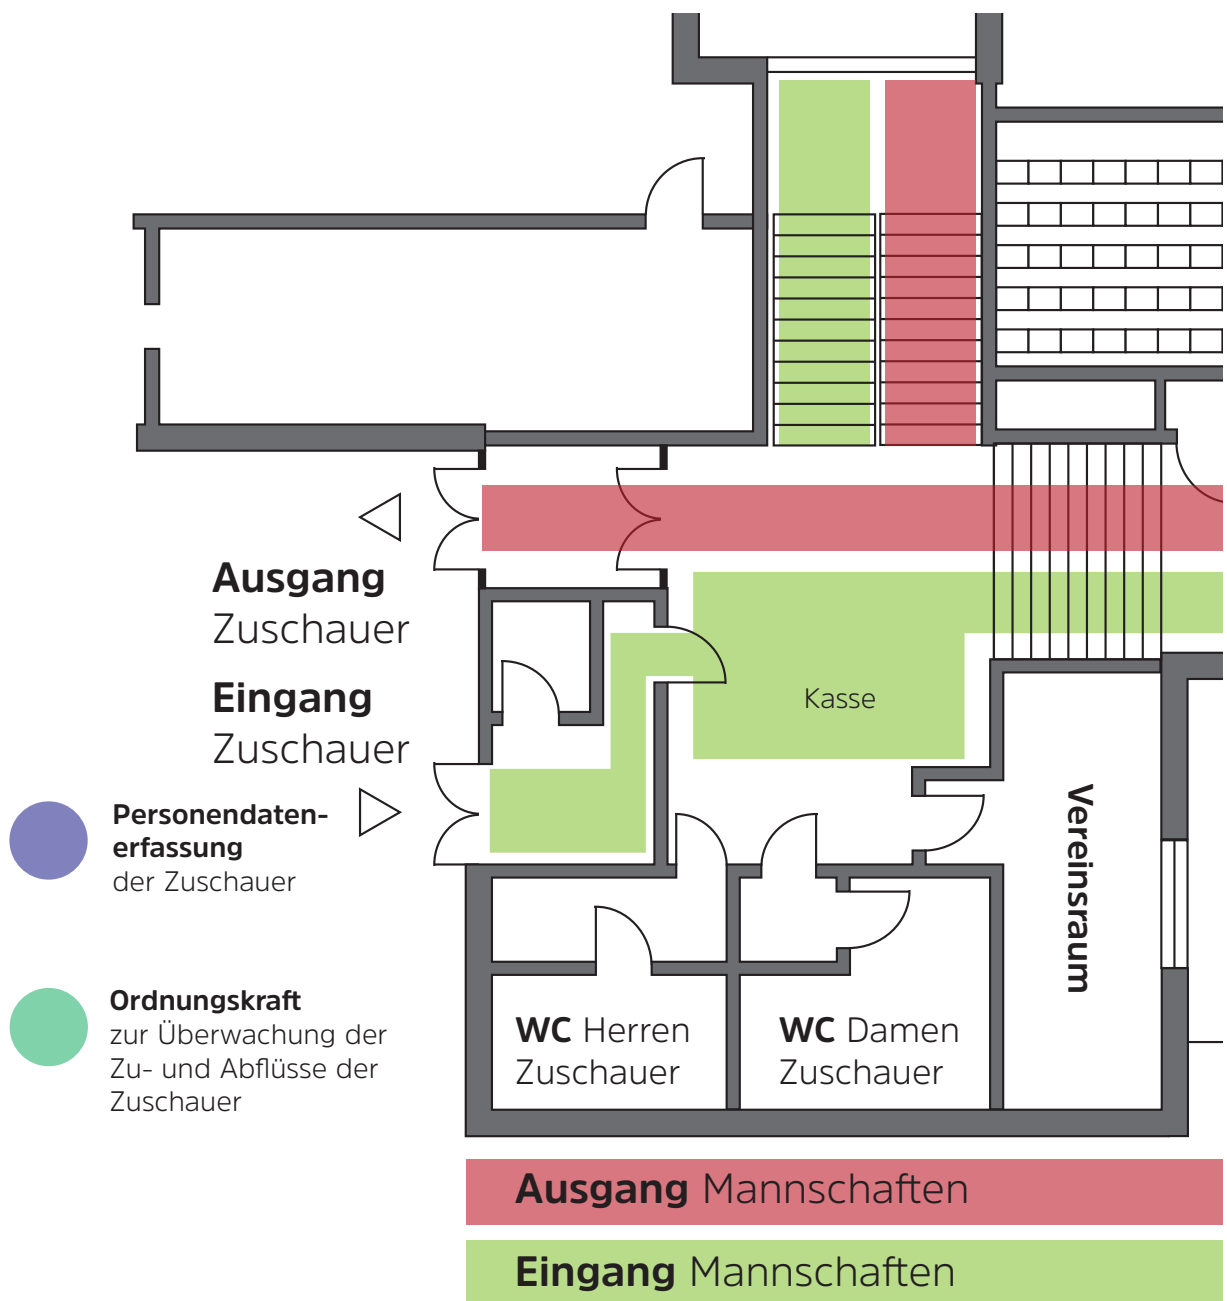 Ausgang
Zuschauer
Eingang
Zuschauer
Kasse
Personendaten-
erfassung
der Zuschauer
Vereinsraum
Ordnungskraft
zur Überwachung der
Zu- und Abflüsse der
Zuschauer
WC Herren
Zuschauer
WC Damen
Zuschauer
Ausgang Mannschaften
Eingang Mannschaften